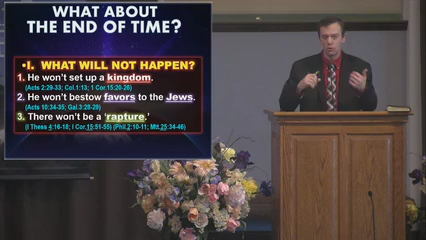 WHAT ABOUT
THE END OF TIME?
▪I. WHAT WILL NOT HAPPEN?
1. He won't set up a kingdom.
(Acts 2:29-33; Col.1:13; 1 Cor.15:20-26)
2. He won't bestow favors to the Jews.
(Acts 10:34-35; Gal.3:28-29)
3. There won't be a 'rapture.'
(I Thess 4:16-18; I Cor.15:51-55) (Phil.2:10-11; Mtt.25:34-46)